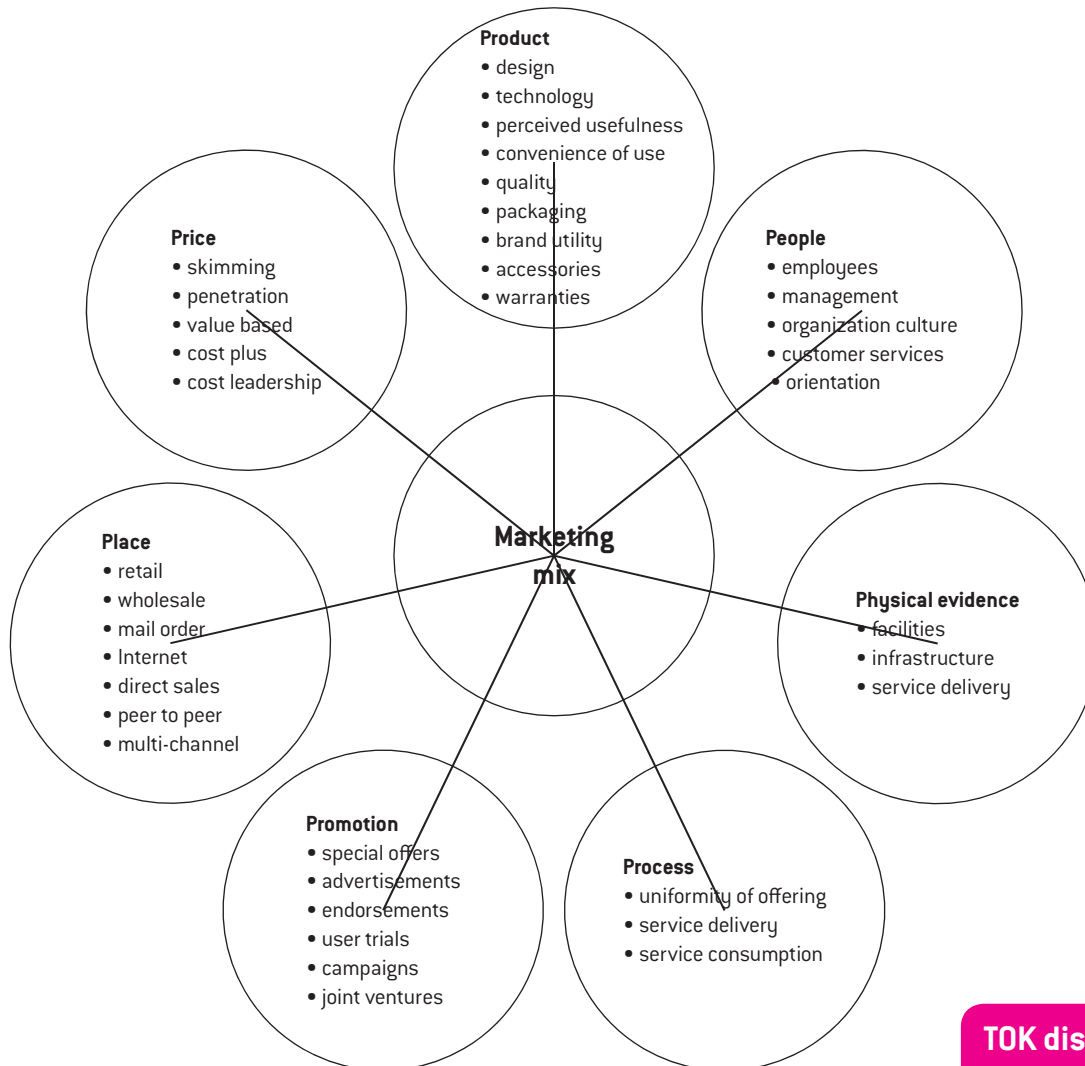 Product
• design
• technology
• perceived usefulness
• convenience of use
• quality
• packaging
• brand utility
• accessories
• warranties
Price
• skimming
• penetration
• value based
• cost plus
• cost leadership
People
• employees
• management
• organization culture
• customer services
• orientation
Marketing
mix
Place
• retail
• wholesale
• mail order
• Internet
• direct sales
• peer to peer
• multi-channel
Physical evidence
• facilities
• infrastructure
• service delivery
Promotion
• special offers
• advertisements
• endorsements
• user trials
• campaigns
• joint ventures
Process
• uniformity of offering
• service delivery
• service consumption
TOK dis